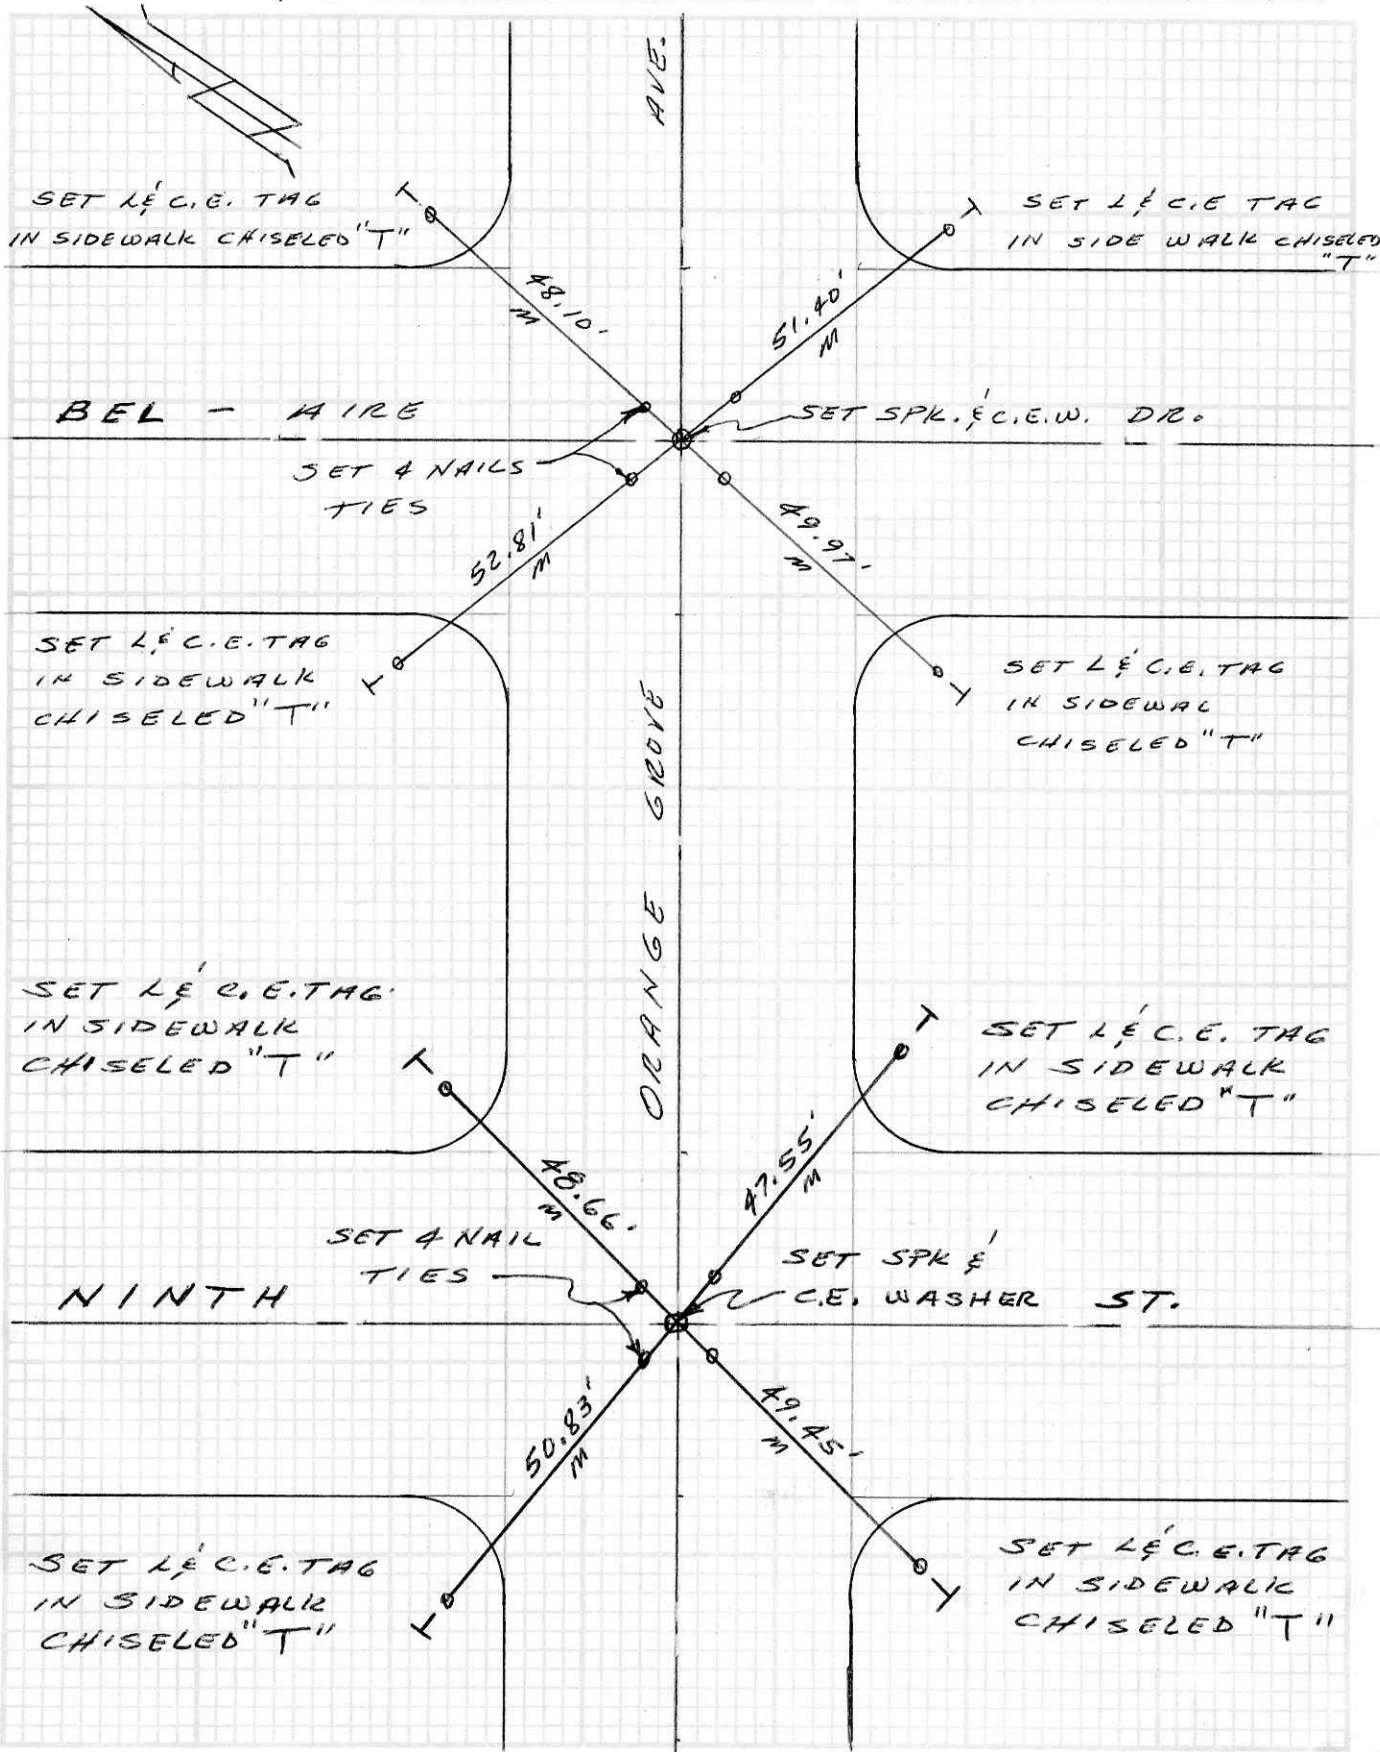 AVE.
SET L & C.E. TAG
IN SIDEWALK CHISELED "T"
T
T
SET L & C.E TAG
IN SIDE WALK CHISELED
"T"
48.10'
M
51.40'
M
BEL - AIRE
SET SPK. & C.E.W. DR.
SET 4 NAILS
TIES
52.81'
M
49.97'
M
SET L & C.E. TAG
IN SIDEWALK
CHISELED "T"
T
T
SET L & C.E. TAG
IN SIDEWAL
CHISELED "T"
ORANGE GROVE
SET L & C.E. TAG.
IN SIDEWALK
CHISELED "T"
T
T
SET L & C.E. TAG
IN SIDEWALK
CHISELED "T"
48.66'
M
47.55'
M
SET 4 NAIL
TIES
SET SPK &
C.E. WASHER ST.
NINTH
50.83'
M
49.45'
M
SET L & C.E. TAG
IN SIDEWALK
CHISELED "T"
T
T
SET L & C.E. TAG
IN SIDEWALK
CHISELED "T"